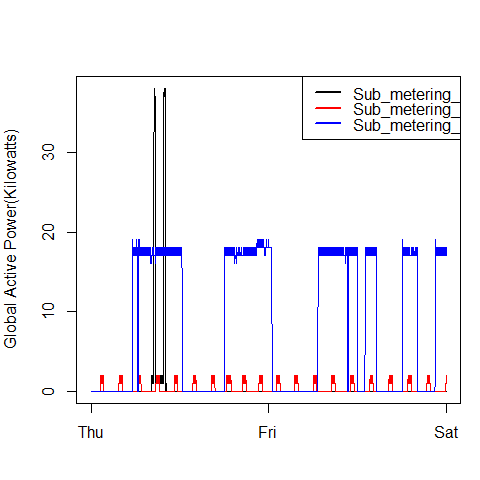 Sub_metering_
Sub_metering_
Sub_metering_
Global Active Power(Kilowatts)
30
20
10
0
Thu Fri Sat